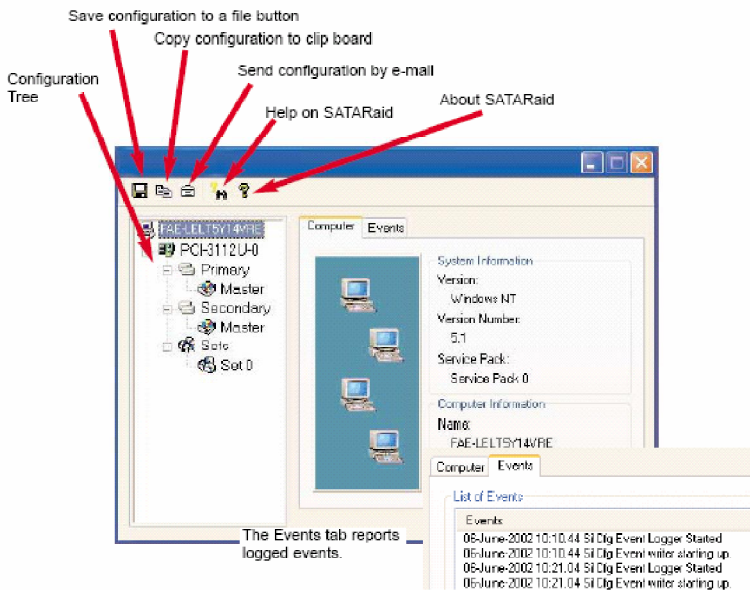 Save configuration to a file button
Copy configuration to clip board
Send configuration by e-mail
Configuration
Tree
Help on SATARaid
About SATARaid
FAE-LELT5Y14VRE
PCI-3112U-0
Primary
Master
Secondary
Master
Sets
Set 0
Computer Events
System Information
Version:
Windows NT
Version Number:
5.1
Service Pack:
Service Pack 0
Computer Information
Name:
FAE-LELT5Y14VRE
Computer Events
List of Events
Events
06-June-2002 10:10.44 Sil Cfg Event Logger Started
06-June-2002 10:10.44 Sil Cfg Event writer starting up.
06-June-2002 10:21.04 Sil Cfg Event Logger Started
06-June-2002 10:21.04 Sil Cfg Event writer starting up.
The Events tab reports
logged events.